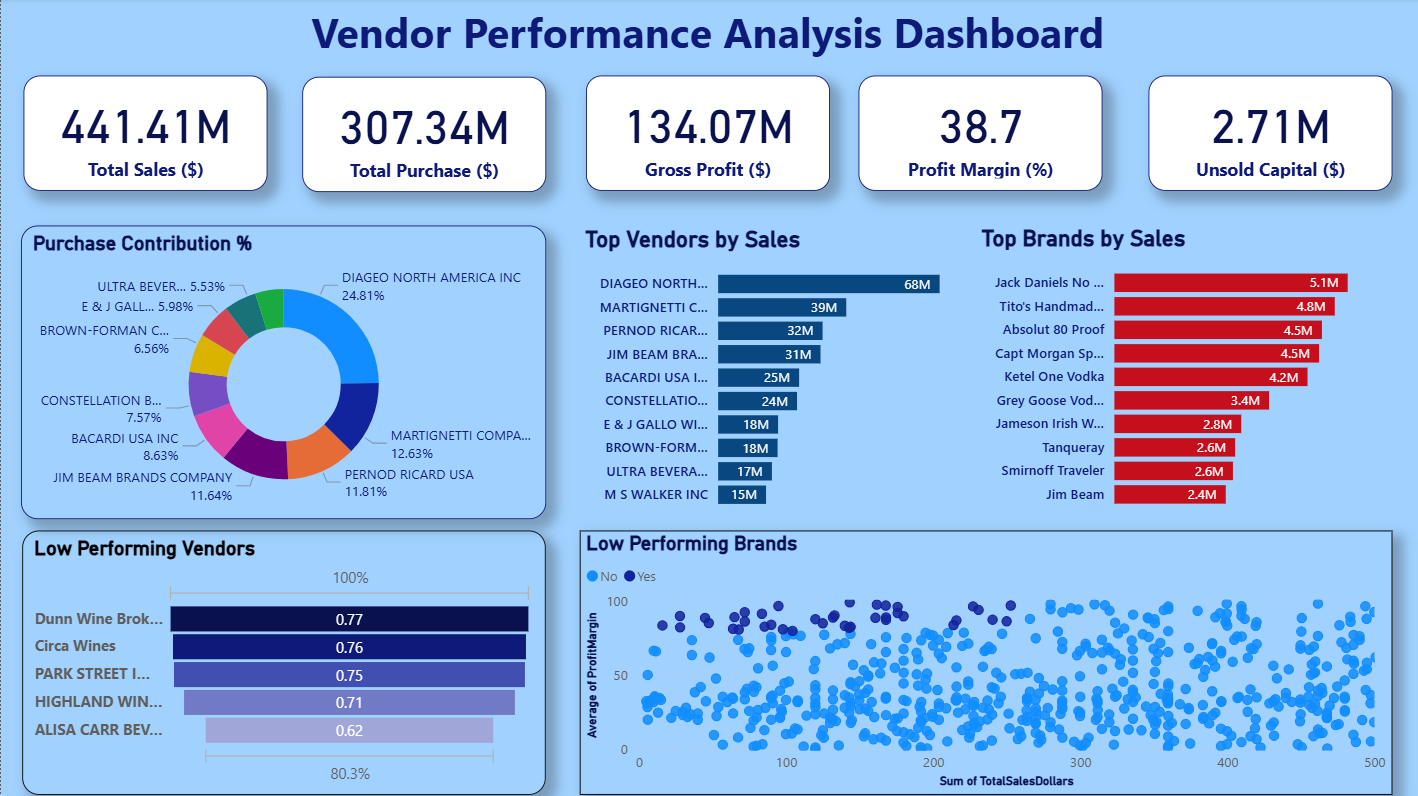 Vendor Performance Analysis Dashboard
441.41M
Total Sales ($)
307.34M
Total Purchase ($)
134.07M
Gross Profit ($)
38.7
Profit Margin (%)
2.71M
Unsold Capital ($)
Purchase Contribution %
DIAGEO NORTH AMERICA INC
24.81%
MARTIGNETTI COMPA...
12.63%
PERNOD RICARD USA
11.81%
JIM BEAM BRANDS COMPANY
11.64%
BACARDI USA INC
8.63%
CONSTELLATION B...
7.57%
BROWN-FORMAN C...
6.56%
E & J GALL... 5.98%
ULTRA BEVER... 5.53%
Top Vendors by Sales
DIAGEO NORTH... 68M
MARTIGNETTI C... 39M
PERNOD RICAR... 32M
JIM BEAM BRA... 31M
BACARDI USA I... 25M
CONSTELLATIO... 24M
E & J GALLO WI... 18M
BROWN-FORM... 18M
ULTRA BEVERA... 17M
M S WALKER INC 15M
Top Brands by Sales
Jack Daniels No ... 5.1M
Tito's Handmad... 4.8M
Absolut 80 Proof 4.5M
Capt Morgan Sp... 4.5M
Ketel One Vodka 4.2M
Grey Goose Vod... 3.4M
Jameson Irish W... 2.8M
Tanqueray 2.6M
Smirnoff Traveler 2.6M
Jim Beam 2.4M
Low Performing Vendors
100%
Dunn Wine Brok... 0.77
Circa Wines 0.76
PARK STREET I... 0.75
HIGHLAND WIN... 0.71
ALISA CARR BEV... 0.62
80.3%
Low Performing Brands
No Yes
Average of ProfitMargin
100
50
0
0 100 200 300 400 500
Sum of TotalSalesDollars